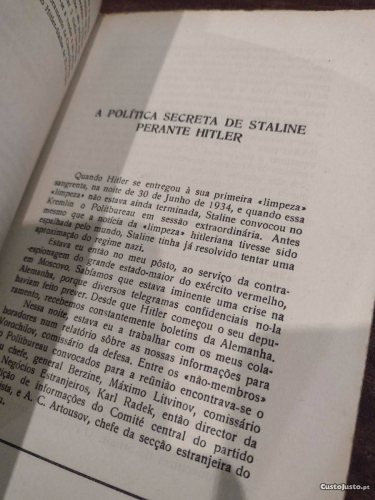 A POLÍTICA SECRETA DE STALINE
PERANTE HITLER
Quando Hitler se entregou à sua primeira «limpeza»
sangrenta, na noite de 30 de Junho de 1934, e quando essa
«limpeza» não estava ainda terminada, Staline convocou no
Kremlin o Politbureau em sessão extraordinária. Antes
mesmo que a notícia da «limpeza» hitleriana tivesse sido
espalhada pelo mundo, Staline tinha já resolvido tentar uma
aproximação do regime nazi.
Estava eu então no meu pôsto, ao serviço da contra-
espionagem do grande estado-maior do exército vermelho,
em Moscovo. Sabíamos que estava iminente uma crise na
Alemanha, porque diversos telegramas confidenciais no-la
haviam feito prever. Desde que Hitler começou o seu depu-
ramento, recebemos constantemente boletins da Alemanha.
Nessa noite, estava eu a trabalhar com os meus cola-
boradores num relatório sôbre as nossas informações para
Vorochilov, comissário da defesa. Entre os «não-membros»
do Politbureau convocados para a reünião encontrava-se o
chefe, general Berzine, Máximo Litvinov, comissário
Negócios Estranjeiros, Karl Radek, então director da
de informações do Comité central do partido
e A. C. Artousov, chefe da secção estranjeira do
CustoJusto.pt